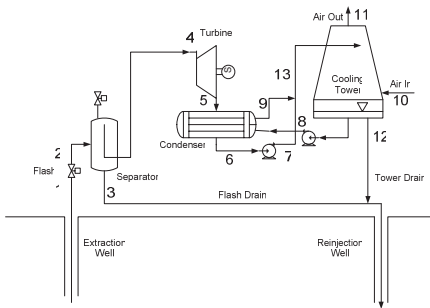 Air Out
11
4
Turbine
S
13
Cooling
Tower
Air In
10
5
9
8
12
Condenser
6
7
2
Flash
Separator
3
Flash Drain
Tower Drain
Extraction
Well
Reinjection
Well